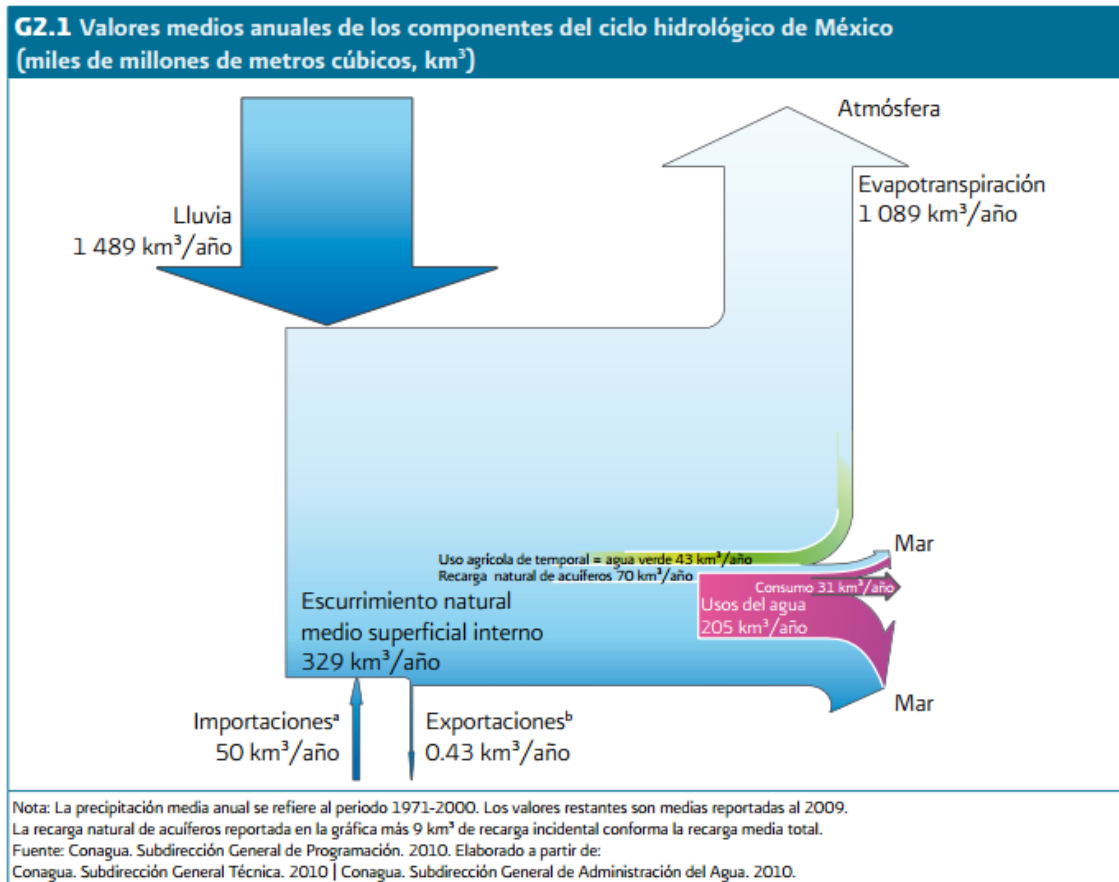 G2.1 Valores medios anuales de los componentes del ciclo hidrológico de México
(miles de millones de metros cúbicos, km³)
Atmósfera
Evapotranspiración
1 089 km³/año
Lluvia
1 489 km³/año
Uso agrícola de temporal = agua verde 43 km³/año
Recarga natural de acuíferos 70 km³/año
Mar
Consumo 31 km³/año
Usos del agua
205 km³/año
Escurrimiento natural
medio superficial interno
329 km³/año
Mar
Importacionesᵃ
50 km³/año
Exportacionesᵇ
0.43 km³/año
Nota: La precipitación media anual se refiere al periodo 1971-2000. Los valores restantes son medias reportadas al 2009.
La recarga natural de acuíferos reportada en la gráfica más 9 km³ de recarga incidental conforma la recarga media total.
Fuente: Conagua. Subdirección General de Programación. 2010. Elaborado a partir de:
Conagua. Subdirección General Técnica. 2010 | Conagua. Subdirección General de Administración del Agua. 2010.